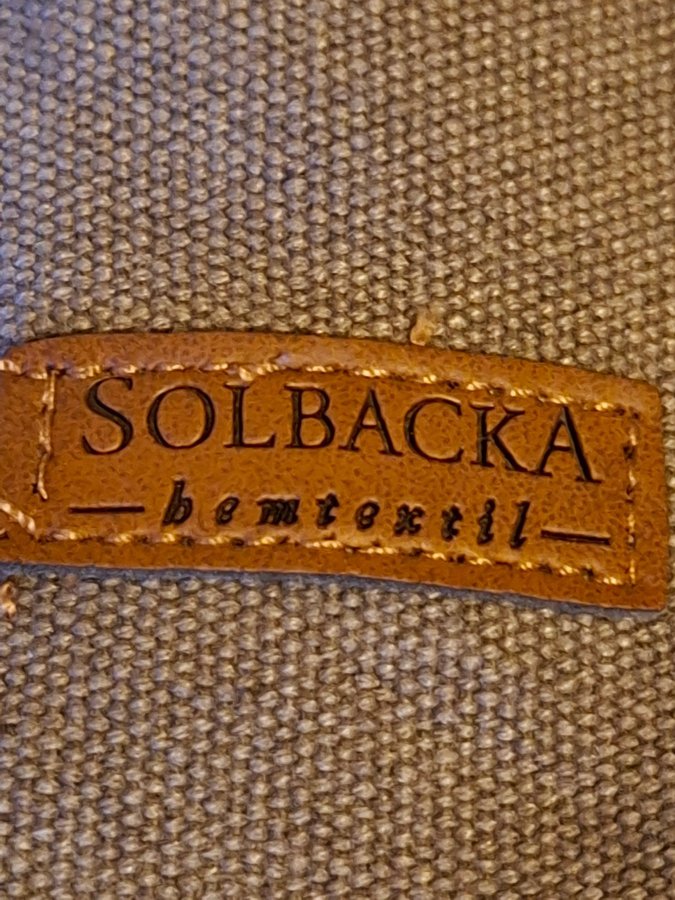 SOLBACKA
— hemtextil —